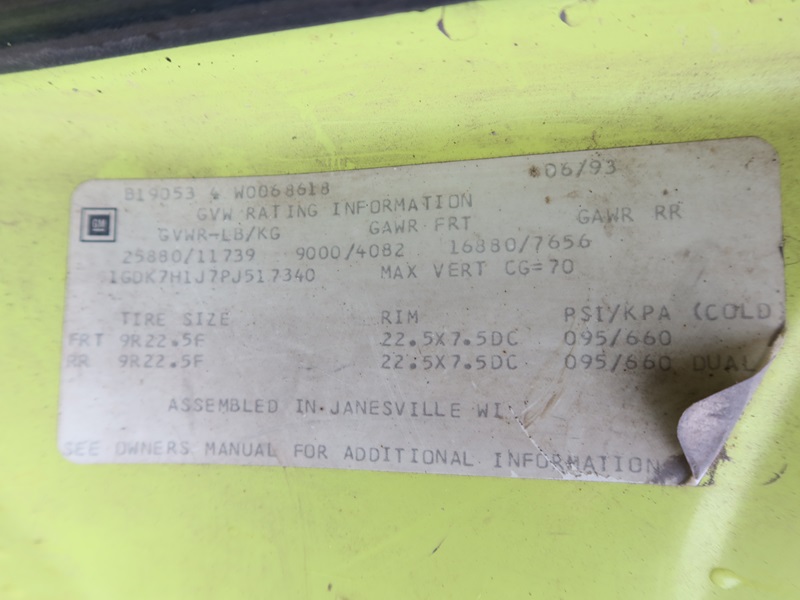 B19053 4 W0068618 06/93
GM
GVW RATING INFORMATION
GVWR-LB/KG GAWR FRT GAWR RR
25880/11739 9000/4082 16880/7656
1GDK7H1J7PJ517340 MAX VERT CG=70
TIRE SIZE RIM PSI/KPA (COLD
FRT 9R22.5F 22.5X7.5DC 095/660
RR 9R22.5F 22.5X7.5DC 095/660 DUAL
ASSEMBLED IN JANESVILLE WI
SEE OWNERS MANUAL FOR ADDITIONAL INFORMATION